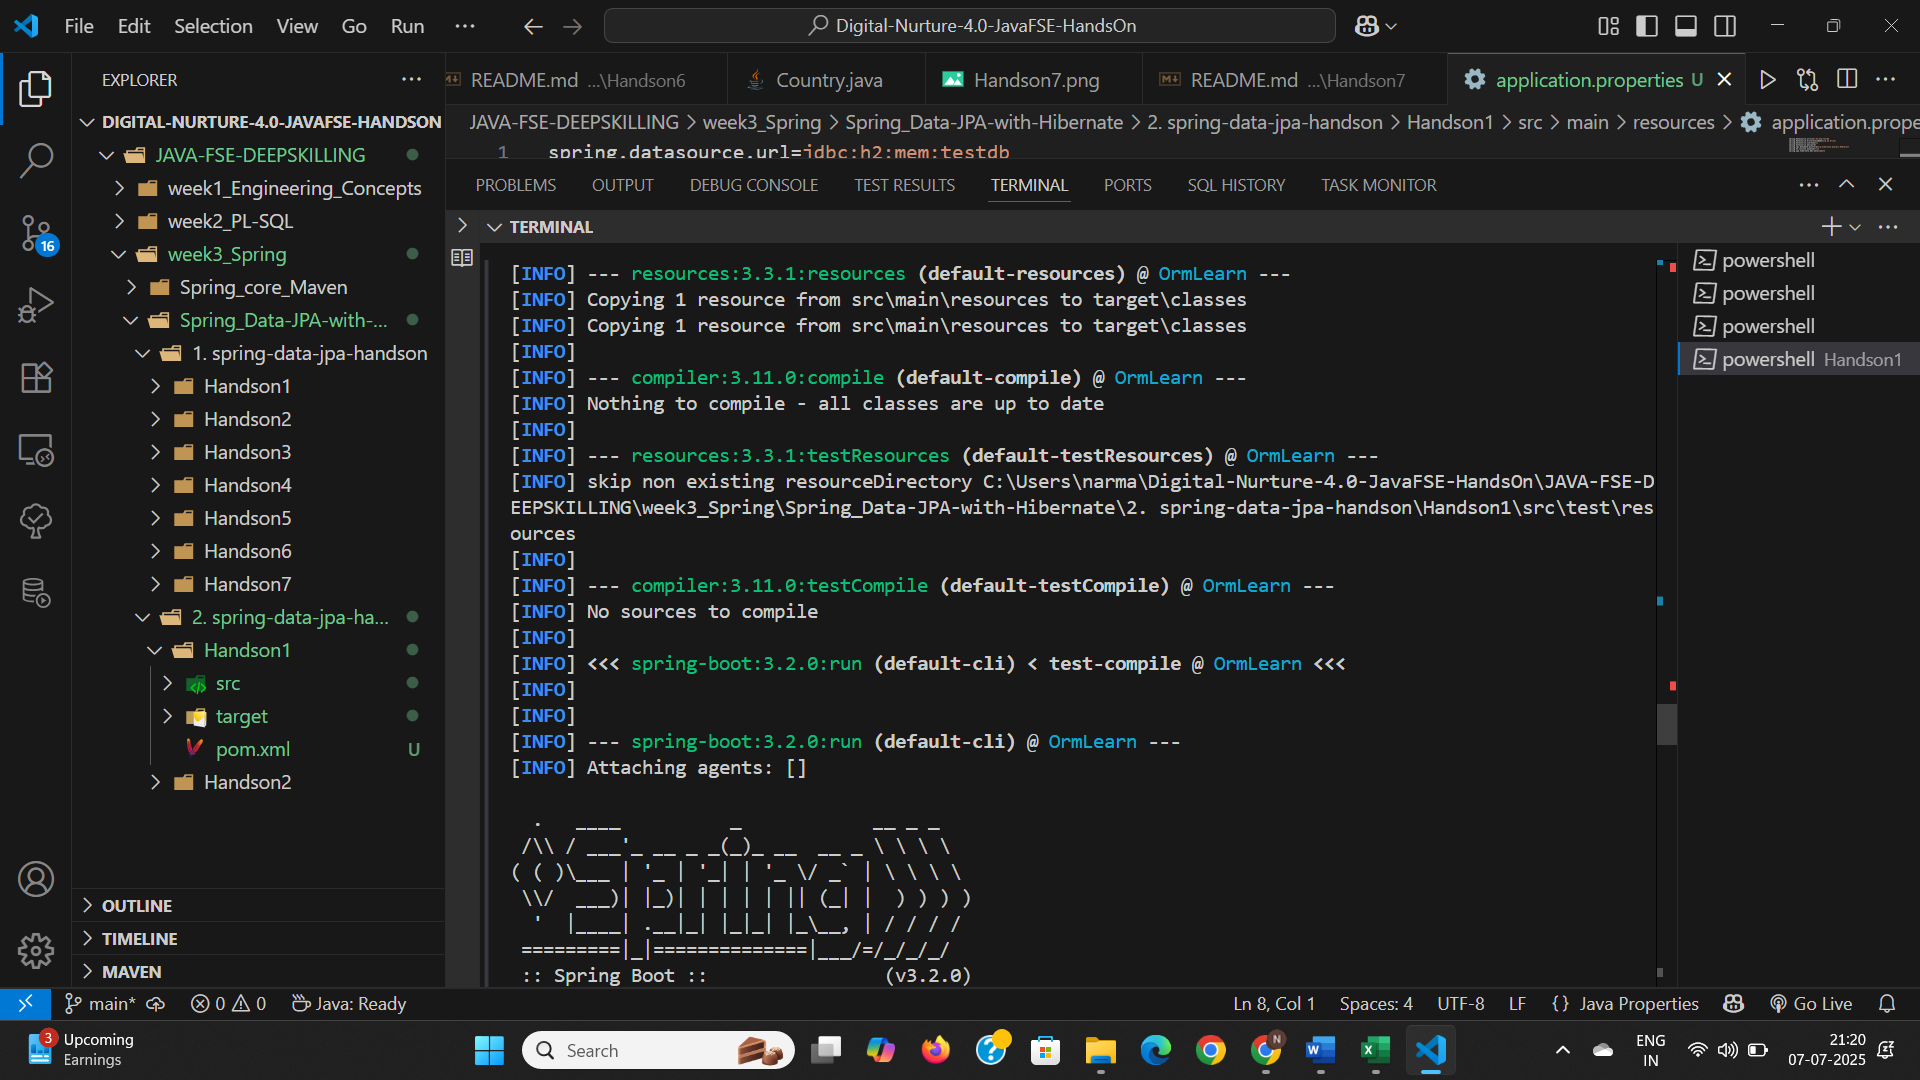 File Edit Selection View Go Run ···
Digital-Nurture-4.0-JavaFSE-HandsOn
EXPLORER
README.md ...\Handson6
Country.java
Handson7.png
README.md ...\Handson7
application.properties U
JAVA-FSE-DEEPSKILLING > week3_Spring > Spring_Data-JPA-with-Hibernate > 2. spring-data-jpa-handson > Handson1 > src > main > resources > application.prope
1 spring.datasource.url=jdbc:h2:mem:testdb
DIGITAL-NURTURE-4.0-JAVAFSE-HANDSON
JAVA-FSE-DEEPSKILLING
week1_Engineering_Concepts
week2_PL-SQL
week3_Spring
Spring_core_Maven
Spring_Data-JPA-with-...
1. spring-data-jpa-handson
Handson1
Handson2
Handson3
Handson4
Handson5
Handson6
Handson7
2. spring-data-jpa-ha...
Handson1
src
target
pom.xml U
Handson2
OUTLINE
TIMELINE
MAVEN
16
PROBLEMS OUTPUT DEBUG CONSOLE TEST RESULTS TERMINAL PORTS SQL HISTORY TASK MONITOR
TERMINAL
[INFO] --- resources:3.3.1:resources (default-resources) @ OrmLearn ---
[INFO] Copying 1 resource from src\main\resources to target\classes
[INFO] Copying 1 resource from src\main\resources to target\classes
[INFO]
[INFO] --- compiler:3.11.0:compile (default-compile) @ OrmLearn ---
[INFO] Nothing to compile - all classes are up to date
[INFO]
[INFO] --- resources:3.3.1:testResources (default-testResources) @ OrmLearn ---
[INFO] skip non existing resourceDirectory C:\Users\narma\Digital-Nurture-4.0-JavaFSE-HandsOn\JAVA-FSE-D
EEPSKILLING\week3_Spring\Spring_Data-JPA-with-Hibernate\2. spring-data-jpa-handson\Handson1\src\test\res
ources
[INFO]
[INFO] --- compiler:3.11.0:testCompile (default-testCompile) @ OrmLearn ---
[INFO] No sources to compile
[INFO]
[INFO] <<< spring-boot:3.2.0:run (default-cli) < test-compile @ OrmLearn <<<
[INFO]
[INFO]
[INFO] --- spring-boot:3.2.0:run (default-cli) @ OrmLearn ---
[INFO] Attaching agents: []
Spring
:: Spring Boot :: (v3.2.0)
powershell
powershell
powershell
powershell Handson1
main* 0 0 Java: Ready
Ln 8, Col 1 Spaces: 4 UTF-8 LF {} Java Properties Go Live
3 Upcoming
Earnings
Search
N
ENG
IN
21:20
07-07-2025